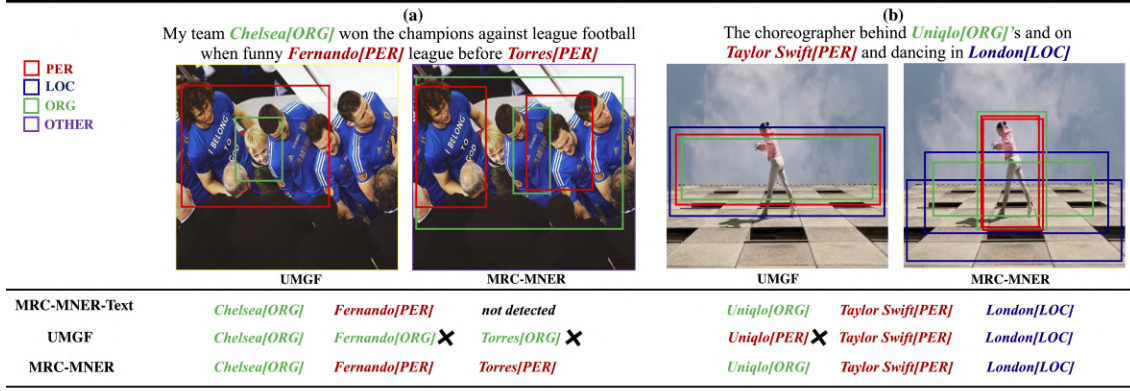 (a)
My team Chelsea[ORG] won the champions against league football
when funny Fernando[PER] league before Torres[PER]
(b)
The choreographer behind Uniqlo[ORG]'s and on
Taylor Swift[PER] and dancing in London[LOC]
PER
LOC
ORG
OTHER
I BELONG
TO
GOD
UMGF
MRC-MNER
UMGF
MRC-MNER
MRC-MNER-Text
Chelsea[ORG] Fernando[PER] not detected Uniqlo[ORG] Taylor Swift[PER] London[LOC]
UMGF
Chelsea[ORG] Fernando[ORG] Torres[ORG] Uniqlo[PER] Taylor Swift[PER] London[LOC]
MRC-MNER
Chelsea[ORG] Fernando[PER] Torres[PER] Uniqlo[ORG] Taylor Swift[PER] London[LOC]